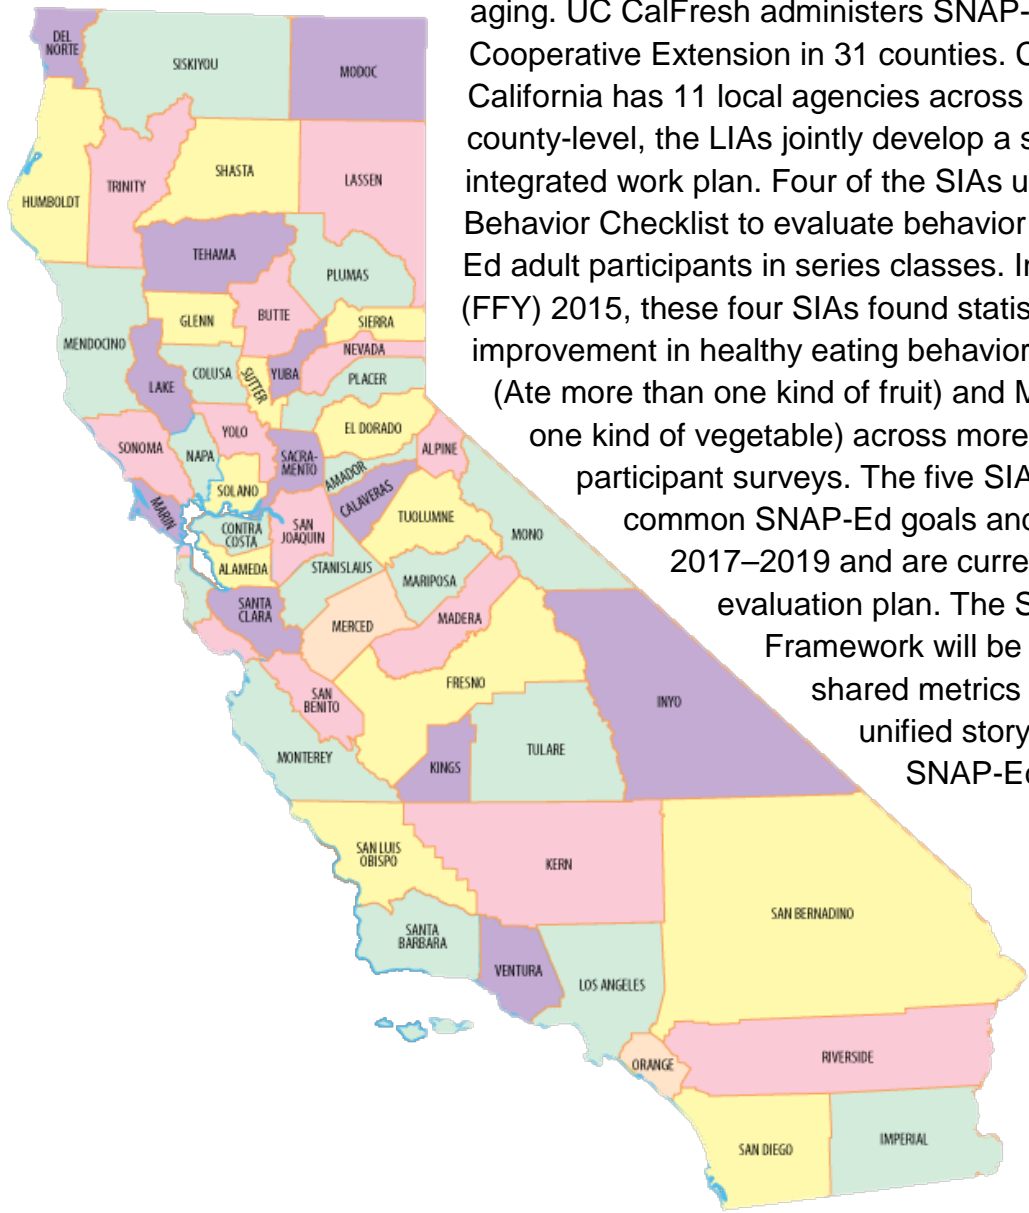 aging. UC CalFresh administers SNAP-
Cooperative Extension in 31 counties. C
California has 11 local agencies across
county-level, the LIAs jointly develop a s
integrated work plan. Four of the SIAs u
Behavior Checklist to evaluate behavior
Ed adult participants in series classes. In
(FFY) 2015, these four SIAs found statis
improvement in healthy eating behavior
(Ate more than one kind of fruit) and M
one kind of vegetable) across more
participant surveys. The five SIA
common SNAP-Ed goals and
2017–2019 and are curre
evaluation plan. The S
Framework will be
shared metrics
unified story
SNAP-Ed
DEL
NORTE
SISKIYOU
MODOC
HUMBOLDT
TRINITY
SHASTA
LASSEN
TEHAMA
PLUMAS
MENDOCINO
GLENN
BUTTE
SIERRA
NEVADA
LAKE
COLUSA
SUTTER
YUBA
PLACER
SONOMA
NAPA
YOLO
SACRA-
MENTO
EL DORADO
ALPINE
AMADOR
MARIN
SOLANO
CALAVERAS
CONTRA
COSTA
SAN
JOAQUIN
TUOLUMNE
MONO
ALAMEDA
STANISLAUS
MARIPOSA
SANTA
CLARA
MERCED
MADERA
SAN
BENITO
FRESNO
INYO
MONTEREY
KINGS
TULARE
SAN LUIS
OBISPO
KERN
SAN BERNADINO
SANTA
BARBARA
VENTURA
LOS ANGELES
ORANGE
RIVERSIDE
SAN DIEGO
IMPERIAL